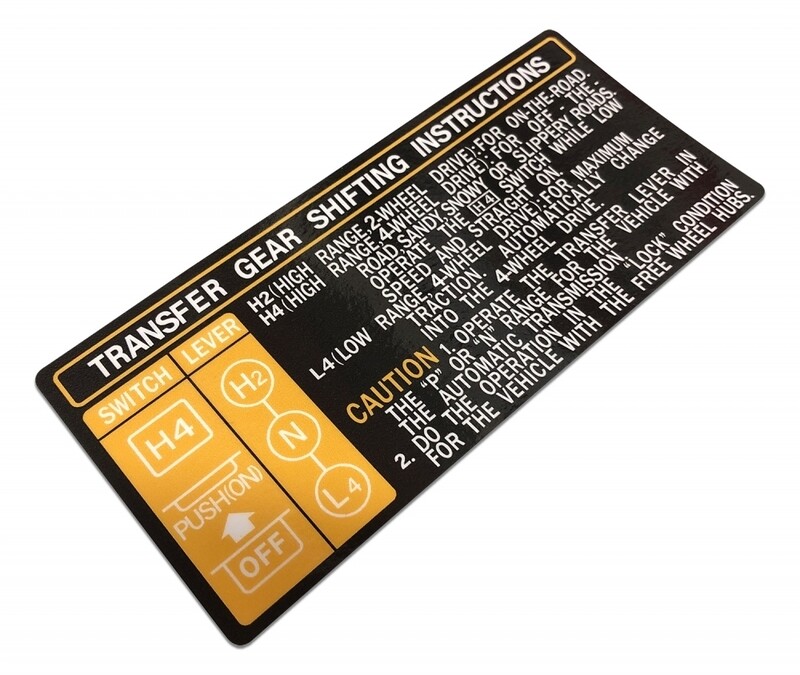 TRANSFER GEAR SHIFTING INSTRUCTIONS
SWITCH LEVER
H4
PUSH(ON)
OFF
H2
N
L4
H2(HIGH RANGE, 2-WHEEL DRIVE):FOR ON-THE-ROAD.
H4(HIGH RANGE 4-WHEEL DRIVE):FOR OFF-THE-
ROAD,SANDY,SNOWY OR SLIPPERY ROADS.
OPERATE THE H4 SWITCH WHILE LOW
SPEED AND STRAIGHT ON
L4(LOW RANGE, 4-WHEEL DRIVE):FOR MAXIMUM
TRACTION. AUTOMATICALLY CHANGE
INTO THE 4-WHEEL DRIVE.
CAUTION 1. OPERATE THE TRANSFER LEVER IN
THE "P" OR "N" RANGE FOR THE VEHICLE WITH
THE AUTOMATIC TRANSMISSION.
2. DO THE OPERATION IN THE "LOCK" CONDITION
FOR THE VEHICLE WITH THE FREE WHEEL HUBS.